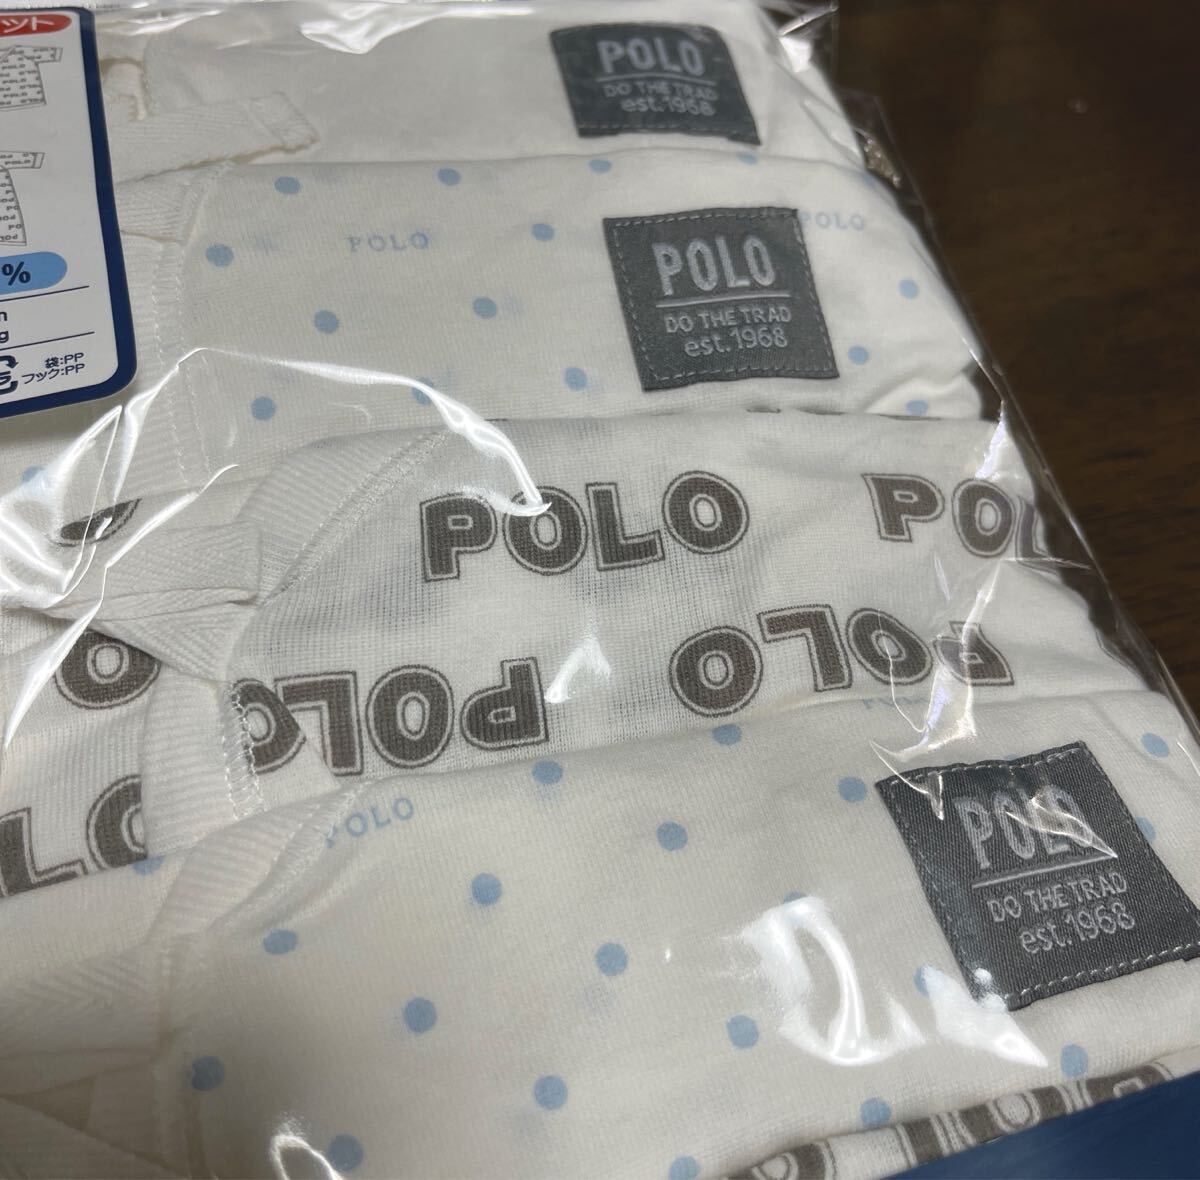 ット
%
n
g
袋:PP
フック:PP
POLO
DO THE TRAD
est.1968
POLO
POLO
POLO
DO THE TRAD
est.1968
POLO
POL
POLO
POLO
POLO
POLO
DO THE TRAD
est.1968